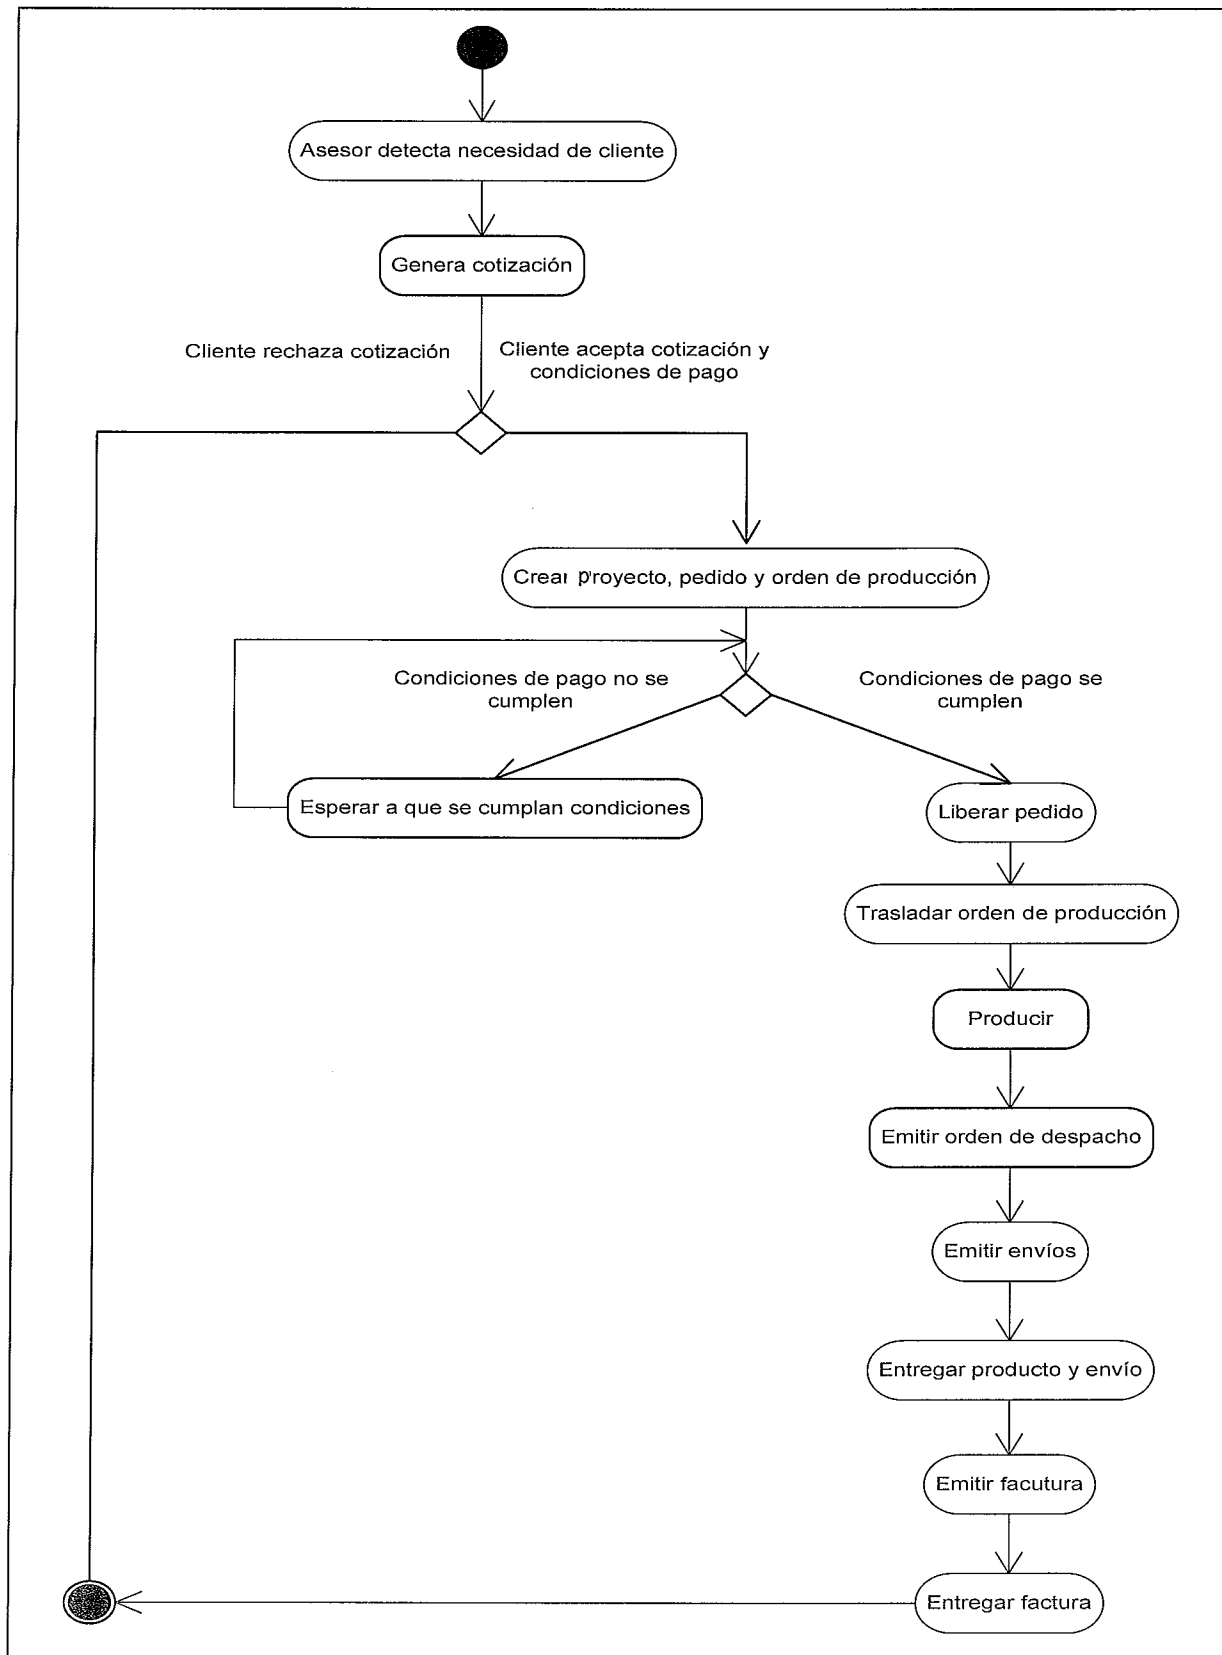 Asesor detecta necesidad de cliente
Genera cotización
Cliente rechaza cotización
Cliente acepta cotización y
condiciones de pago
Crear proyecto, pedido y orden de producción
Condiciones de pago no se
cumplen
Condiciones de pago se
cumplen
Esperar a que se cumplan condiciones
Liberar pedido
Trasladar orden de producción
Producir
Emitir orden de despacho
Emitir envíos
Entregar producto y envío
Emitir facutura
Entregar factura